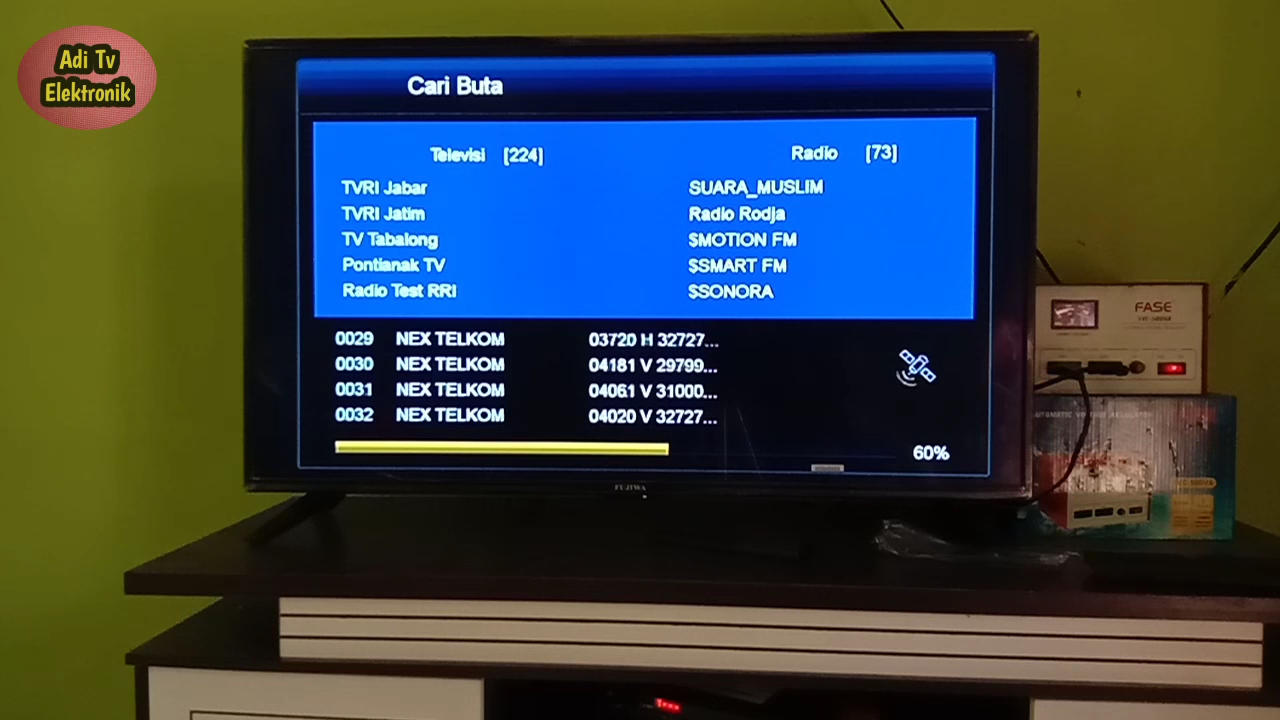 Adi Tv
Elektronik
Cari Buta
Televisi [224]
Radio [73]
TVRI Jabar
SUARA_MUSLIM
TVRI Jatim
Radio Rodja
TV Tabalong
$MOTION FM
Pontianak TV
$SMART FM
Radio Test RRI
$SONORA
0029 NEX TELKOM 03720 H 32727...
0030 NEX TELKOM 04181 V 29799...
0031 NEX TELKOM 04061 V 31000...
0032 NEX TELKOM 04020 V 32727...
60%
FUJIWA
FASE